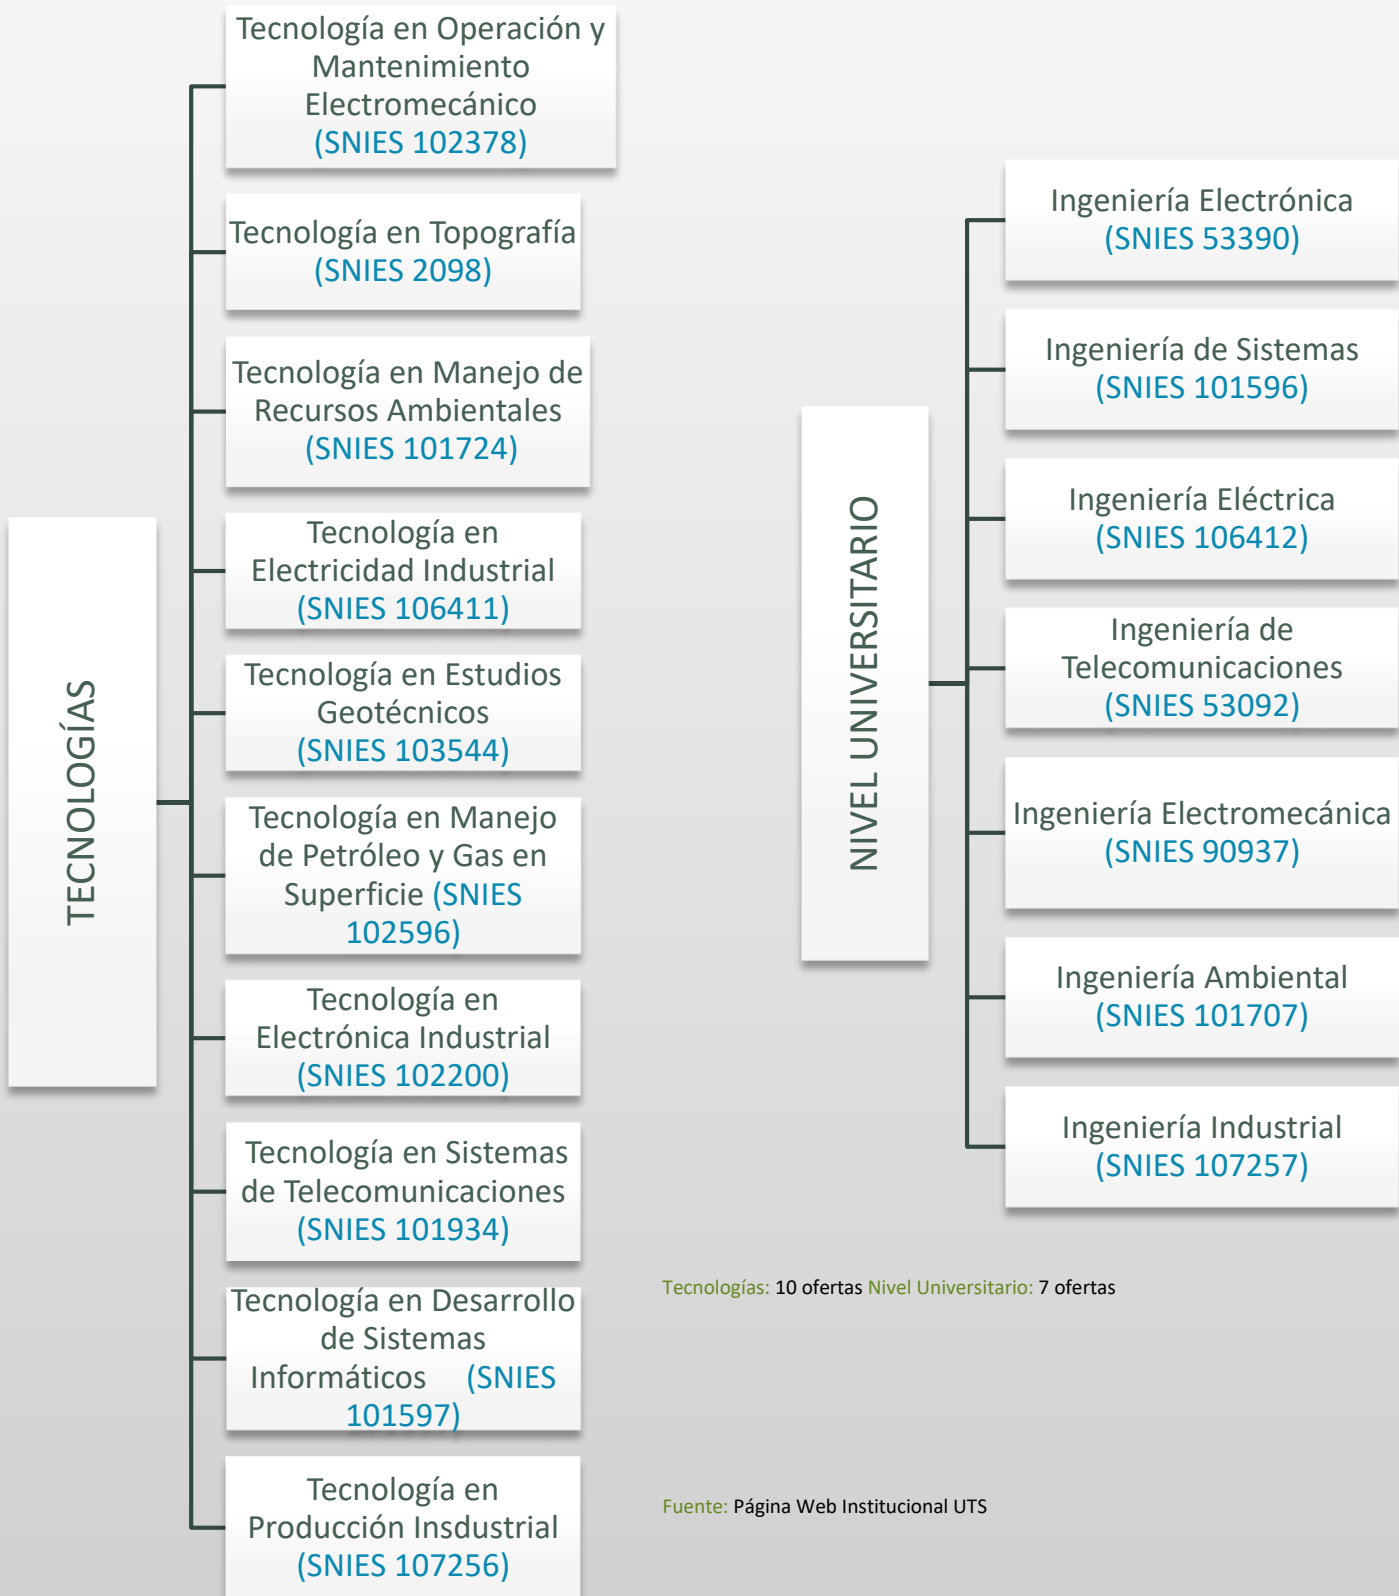 TECNOLOGÍAS
Tecnología en Operación y
Mantenimiento
Electromecánico
(SNIES 102378)
Tecnología en Topografía
(SNIES 2098)
Tecnología en Manejo de
Recursos Ambientales
(SNIES 101724)
Tecnología en
Electricidad Industrial
(SNIES 106411)
Tecnología en Estudios
Geotécnicos
(SNIES 103544)
Tecnología en Manejo
de Petróleo y Gas en
Superficie (SNIES
102596)
Tecnología en
Electrónica Industrial
(SNIES 102200)
Tecnología en Sistemas
de Telecomunicaciones
(SNIES 101934)
Tecnología en Desarrollo
de Sistemas
Informáticos (SNIES
101597)
Tecnología en
Producción Insdustrial
(SNIES 107256)
NIVEL UNIVERSITARIO
Ingeniería Electrónica
(SNIES 53390)
Ingeniería de Sistemas
(SNIES 101596)
Ingeniería Eléctrica
(SNIES 106412)
Ingeniería de
Telecomunicaciones
(SNIES 53092)
Ingeniería Electromecánica
(SNIES 90937)
Ingeniería Ambiental
(SNIES 101707)
Ingeniería Industrial
(SNIES 107257)
Tecnologías: 10 ofertas Nivel Universitario: 7 ofertas
Fuente: Página Web Institucional UTS